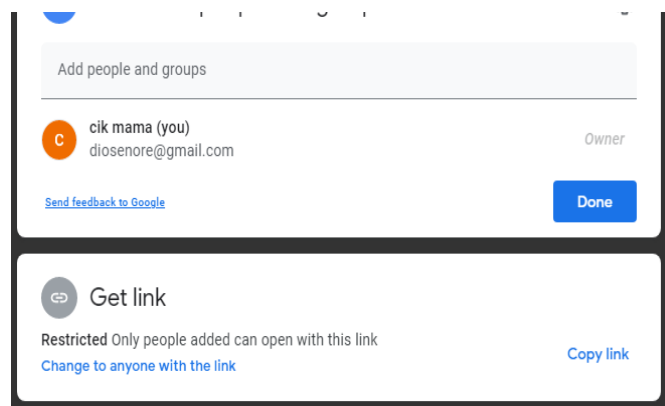 Add people and groups
cik mama (you)
diosenore@gmail.com
Owner
Send feedback to Google
Done
Get link
Restricted Only people added can open with this link
Change to anyone with the link
Copy link